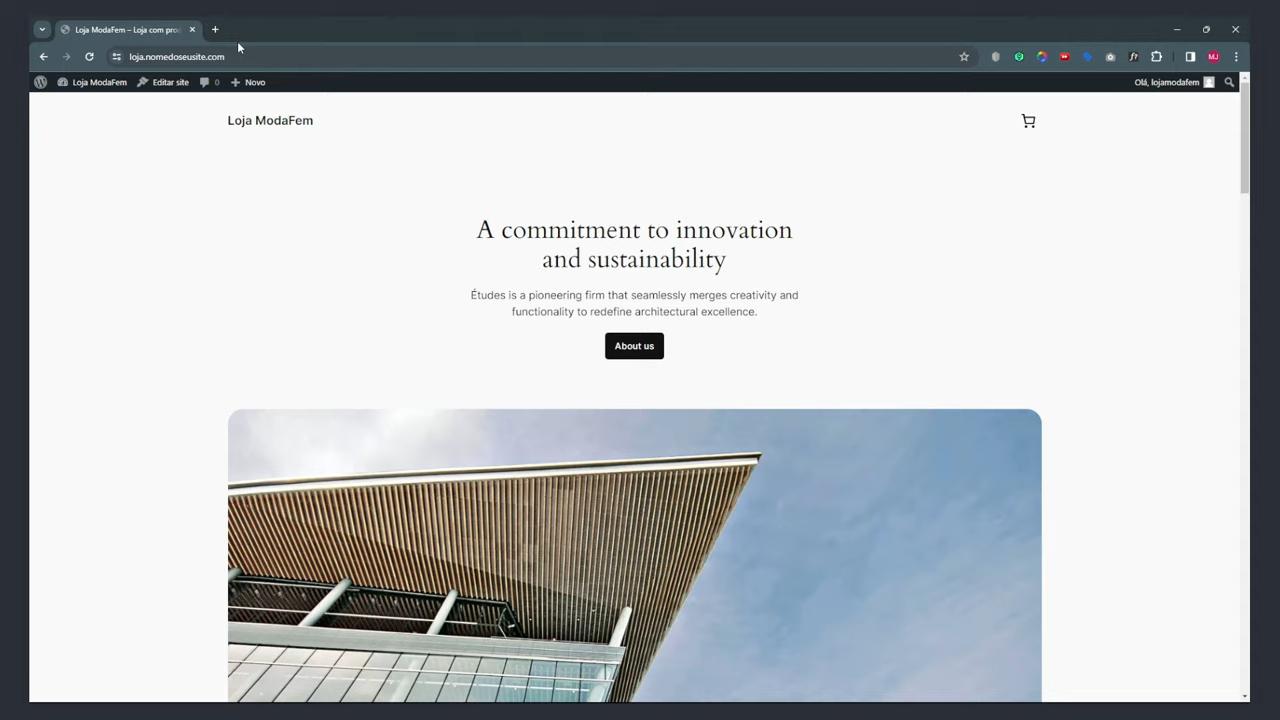 Loja ModaFem – Loja com pro
loja.nomedoseusite.com
MJ
Loja ModaFem
Editar site
0
Novo
Olá, lojamodafem
Loja ModaFem
A commitment to innovation
and sustainability
Études is a pioneering firm that seamlessly merges creativity and
functionality to redefine architectural excellence.
About us